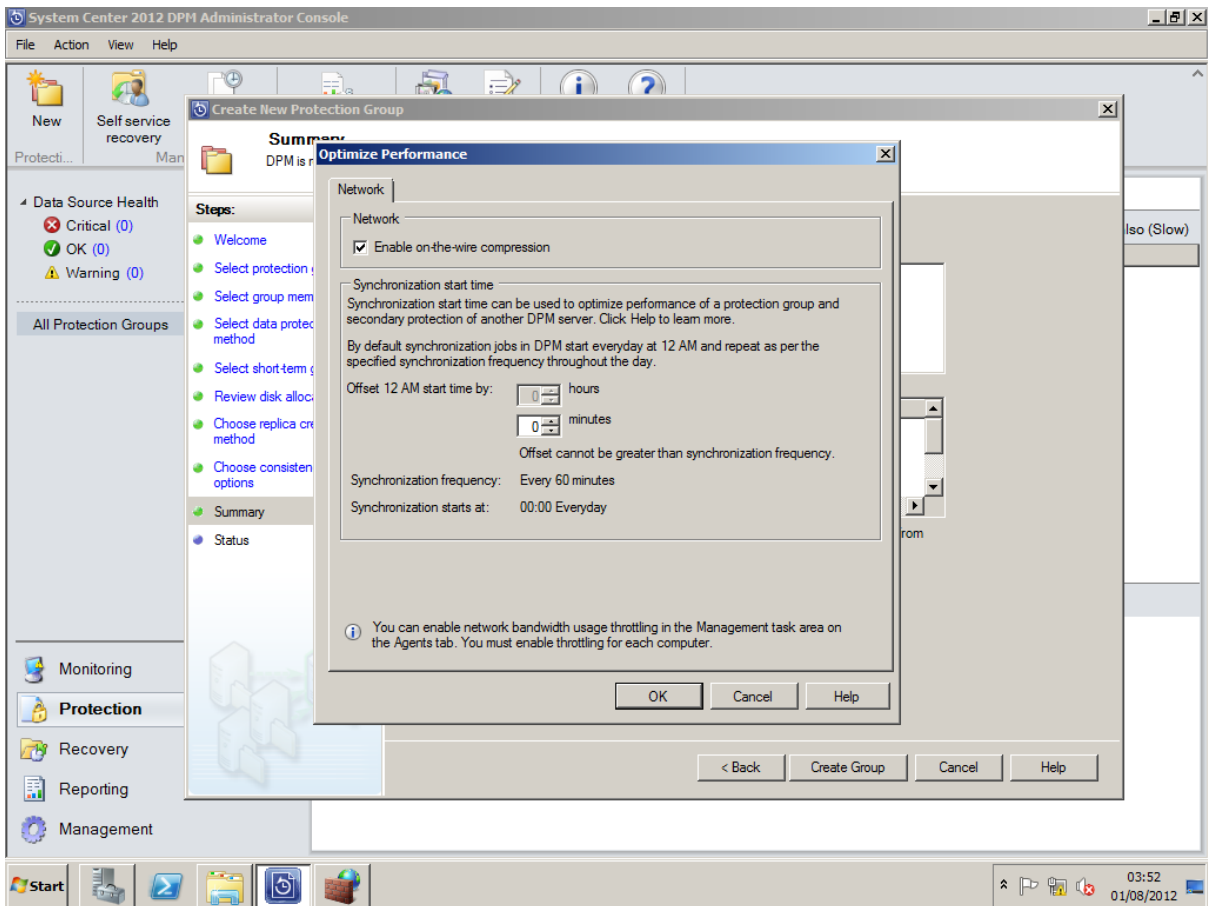 System Center 2012 DPM Administrator Console
File Action View Help
New
Self service
recovery
Protecti...
Man
Data Source Health
Critical (0)
OK (0)
Warning (0)
All Protection Groups
Monitoring
Protection
Recovery
Reporting
Management
Create New Protection Group
Summary
DPM is r
Steps:
Welcome
Select protection g
Select group mem
Select data protec
method
Select short-term g
Review disk alloca
Choose replica cre
method
Choose consisten
options
Summary
Status
Optimize Performance
Network
Network
Enable on-the-wire compression
Synchronization start time
Synchronization start time can be used to optimize performance of a protection group and
secondary protection of another DPM server. Click Help to learn more.
By default synchronization jobs in DPM start everyday at 12 AM and repeat as per the
specified synchronization frequency throughout the day.
Offset 12 AM start time by: 0 hours
0 minutes
Offset cannot be greater than synchronization frequency.
Synchronization frequency: Every 60 minutes
Synchronization starts at: 00:00 Everyday
You can enable network bandwidth usage throttling in the Management task area on
the Agents tab. You must enable throttling for each computer.
OK Cancel Help
lso (Slow)
rom
< Back Create Group Cancel Help
Start
03:52
01/08/2012